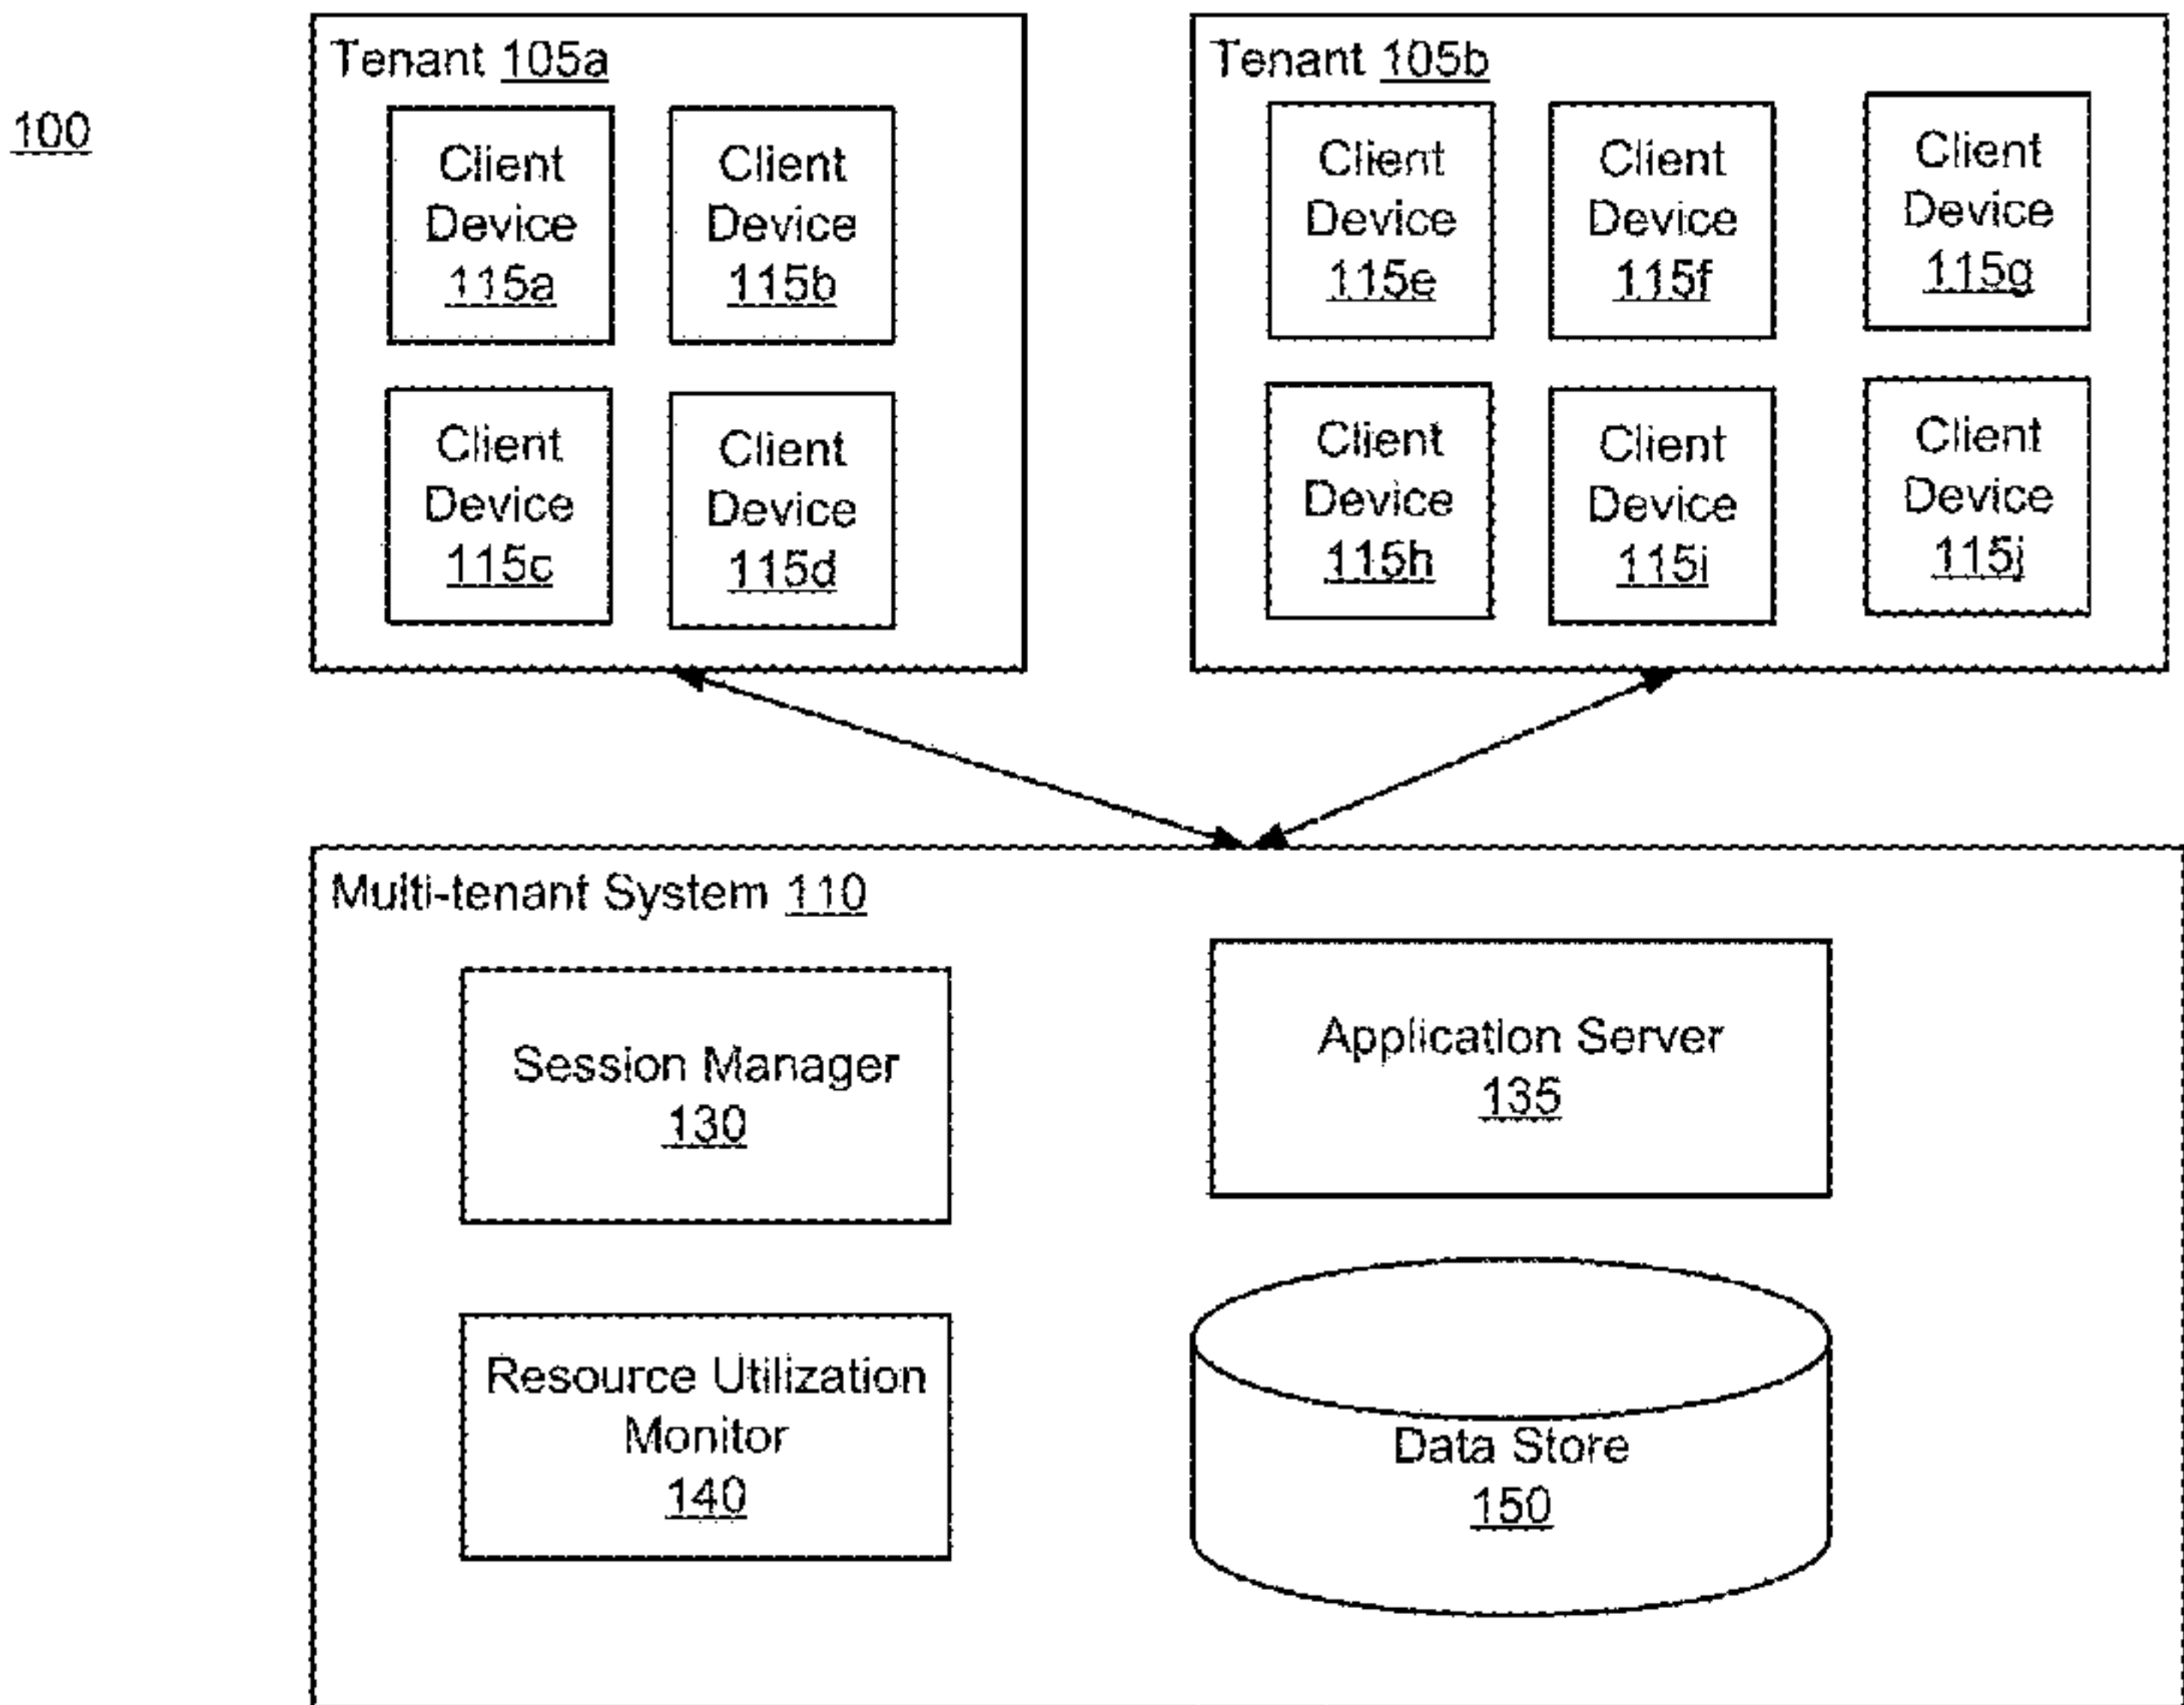 100
Tenant 105a
Client
Device
115a
Client
Device
115b
Client
Device
115c
Client
Device
115d
Tenant 105b
Client
Device
115e
Client
Device
115f
Client
Device
115g
Client
Device
115h
Client
Device
115i
Client
Device
115j
Multi-tenant System 110
Session Manager
130
Application Server
135
Resource Utilization
Monitor
140
Data Store
150